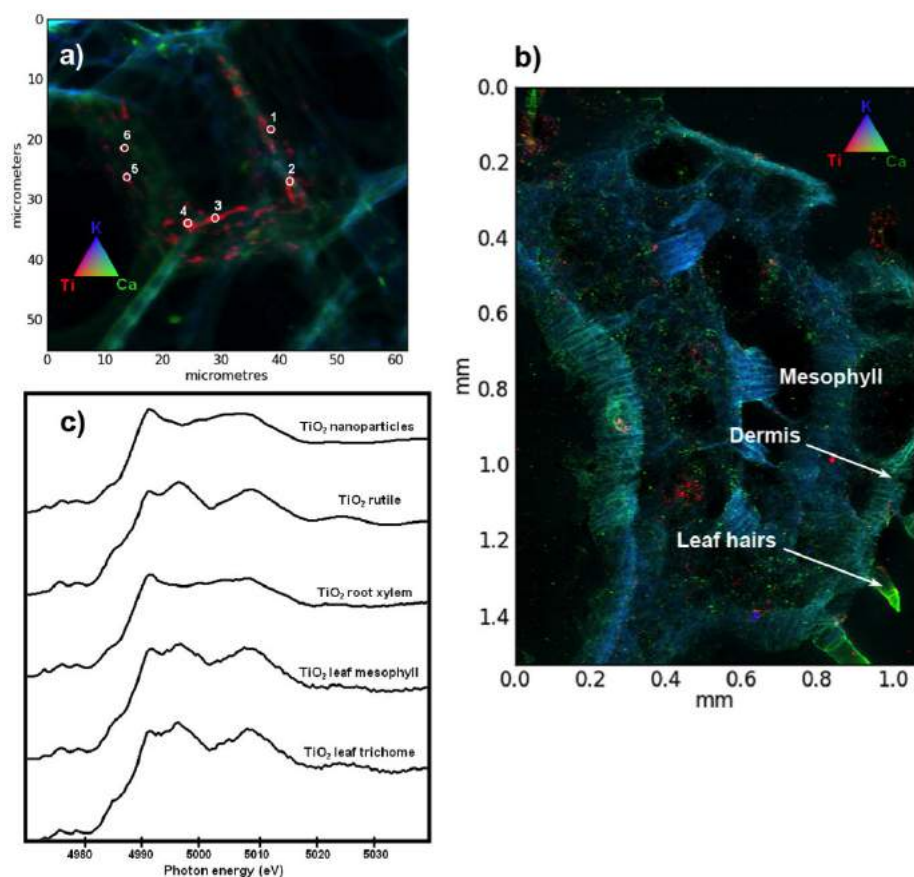 a)
0
10
20
30
40
50
micrometers
1
2
3
4
5
6
K
Ti
Ca
0
10
20
30
40
50
60
micrometres
b)
0.0
0.2
0.4
0.6
0.8
1.0
1.2
1.4
mm
K
Ti
Ca
Mesophyll
Dermis
Leaf hairs
0.0
0.2
0.4
0.6
0.8
1.0
mm
c)
TiO₂ nanoparticles
TiO₂ rutile
TiO₂ root xylem
TiO₂ leaf mesophyll
TiO₂ leaf trichome
4980
4990
5000
5010
5020
5030
Photon energy (eV)